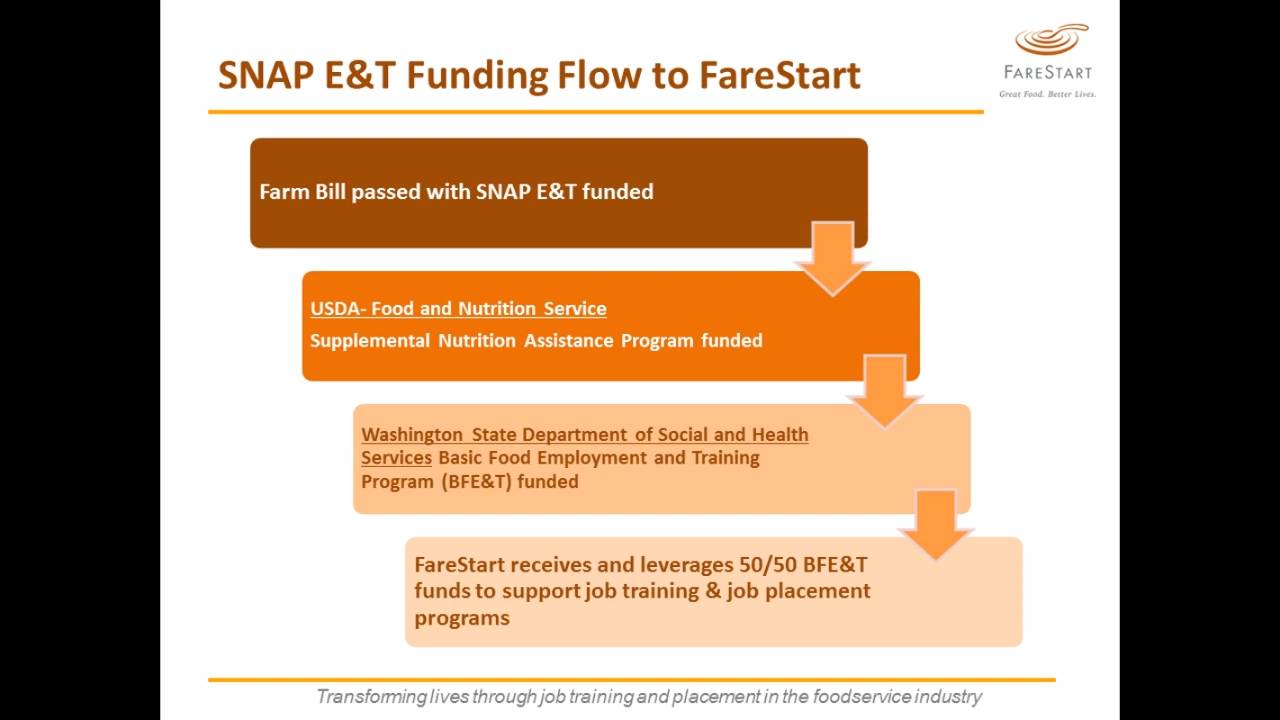 SNAP E&T Funding Flow to FareStart
FARESTART
Great Food. Better Lives.
Farm Bill passed with SNAP E&T funded
USDA- Food and Nutrition Service
Supplemental Nutrition Assistance Program funded
Washington State Department of Social and Health
Services Basic Food Employment and Training
Program (BFE&T) funded
FareStart receives and leverages 50/50 BFE&T
funds to support job training & job placement
programs
Transforming lives through job training and placement in the foodservice industry